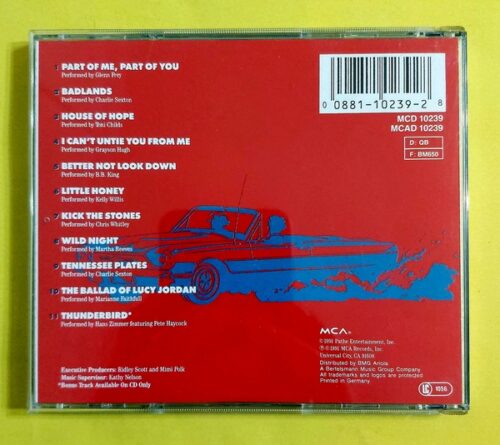 1 PART OF ME, PART OF YOU
Performed by Glenn Frey
2 BADLANDS
Performed by Charlie Sexton
3 HOUSE OF HOPE
Performed by Toni Childs
4 I CAN'T UNTIE YOU FROM ME
Performed by Grayson Hugh
5 BETTER NOT LOOK DOWN
Performed by B.B. King
6 LITTLE HONEY
Performed by Kelly Willis
7 KICK THE STONES
Performed by Chris Whitley
8 WILD NIGHT
Performed by Martha Reeves
9 TENNESSEE PLATES
Performed by Charlie Sexton
10 THE BALLAD OF LUCY JORDAN
Performed by Marianne Faithfull
11 THUNDERBIRD*
Performed by Hans Zimmer featuring Pete Haycock
Executive Producers: Ridley Scott and Mimi Polk
Music Supervisor: Kathy Nelson
*Bonus Track Available On CD Only
0 0881-10239-2 8
MCD 10239
MCAD 10239
D: QB
F: BM650
MCA®
© 1991 Pathe Entertainment, Inc.
℗ © 1991 MCA Records, Inc.
Universal City, CA 91608
Distributed by BMG Ariola
A Bertelsmann Music Group Company
All trademarks and logos are protected
Printed in Germany
LC 1056